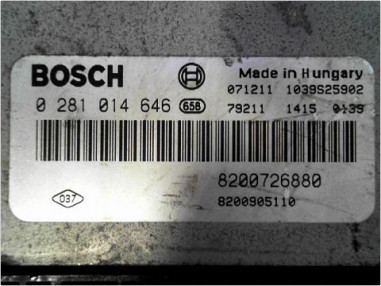 BOSCH
Made in Hungary
071211 1039S25902
0 281 014 646 658
79211 1415 0139
8200726880
037
8200905110